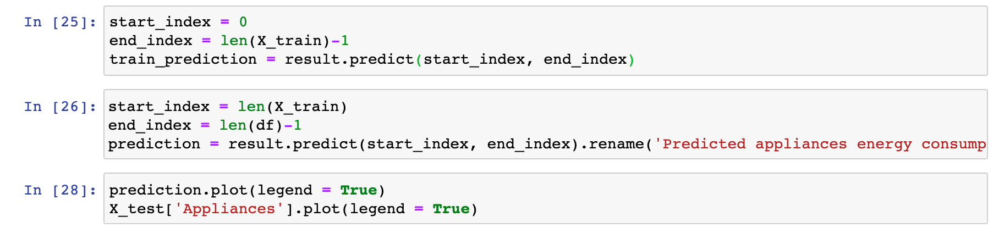 In [25]: start_index = 0
end_index = len(X_train)-1
train_prediction = result.predict(start_index, end_index)
In [26]: start_index = len(X_train)
end_index = len(df)-1
prediction = result.predict(start_index, end_index).rename('Predicted appliances energy consump
In [28]: prediction.plot(legend = True)
X_test['Appliances'].plot(legend = True)